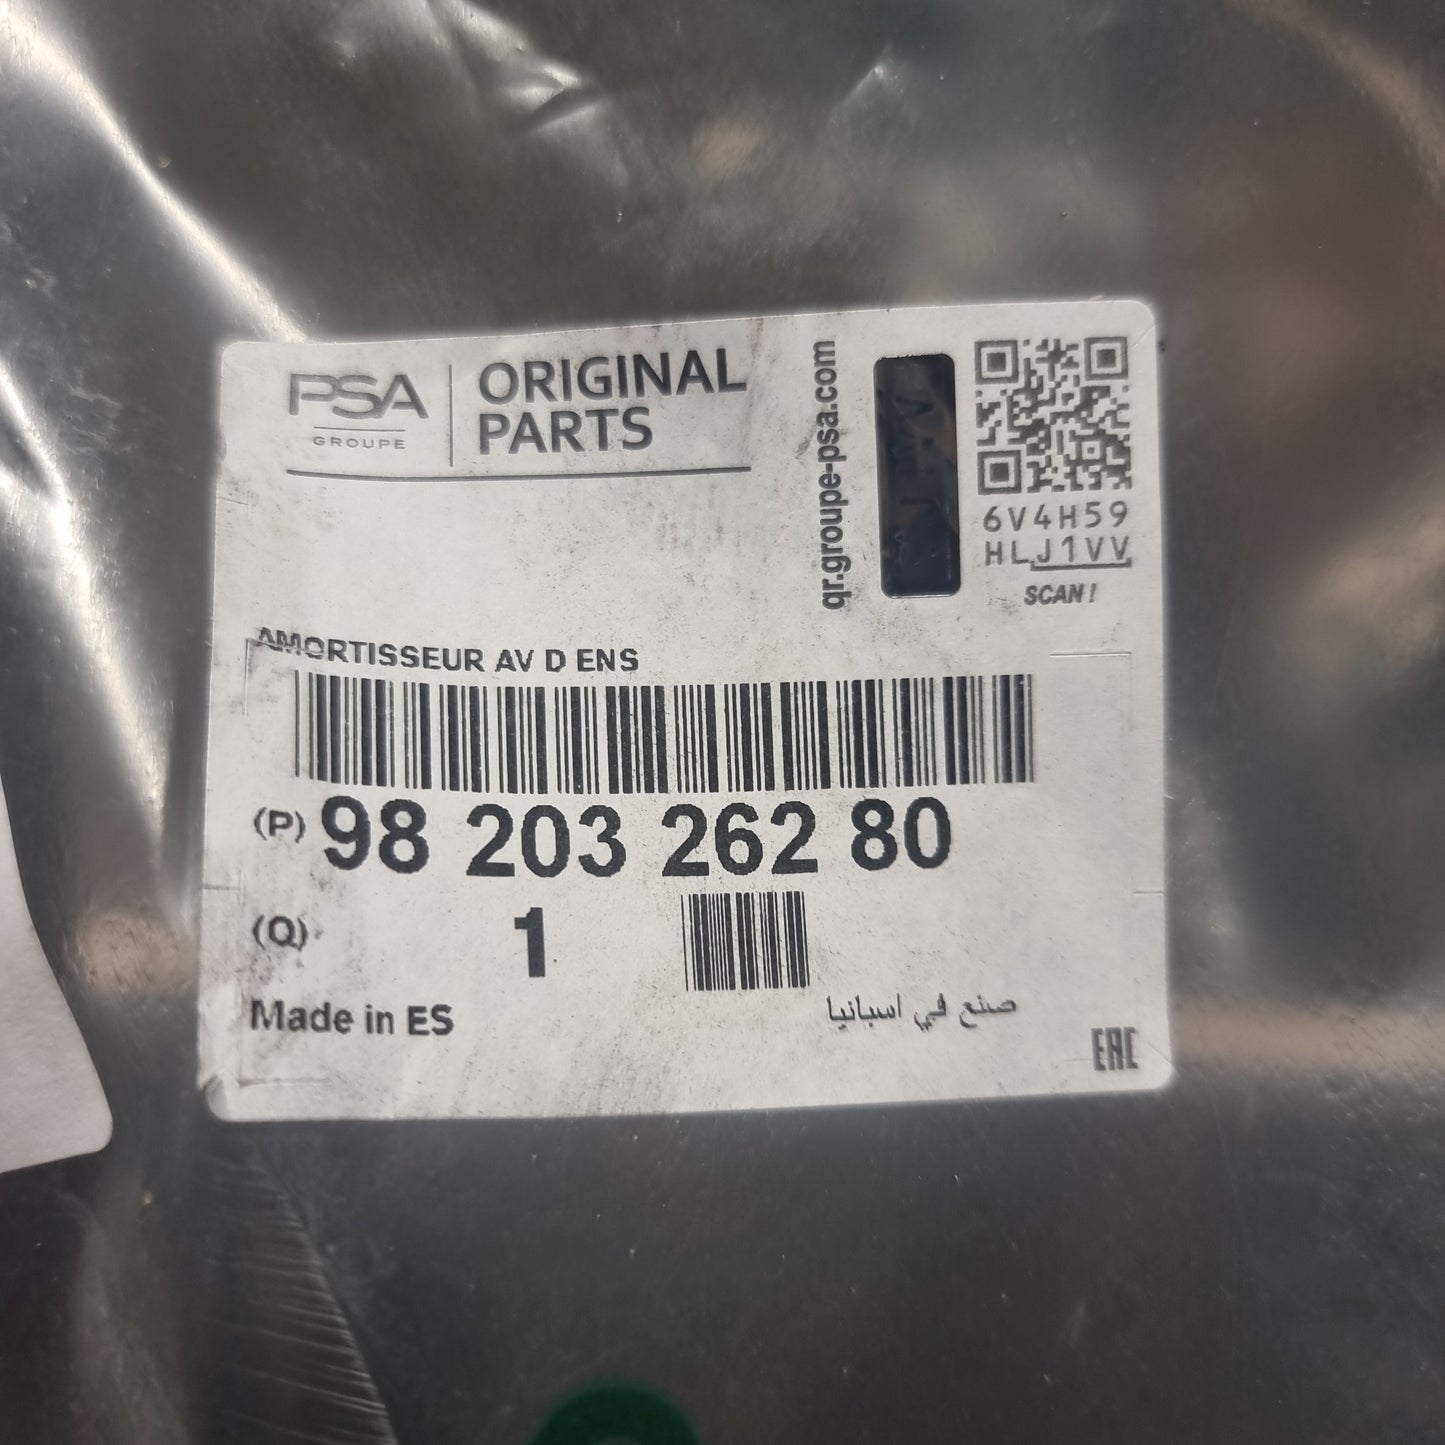 PSA
GROUPE
ORIGINAL
PARTS
qr.groupe-psa.com
6V4H59
HLJ1VV
SCAN!
AMORTISSEUR AV D ENS
(P) 98 203 262 80
(Q) 1
Made in ES
صنع في اسبانيا
EAC